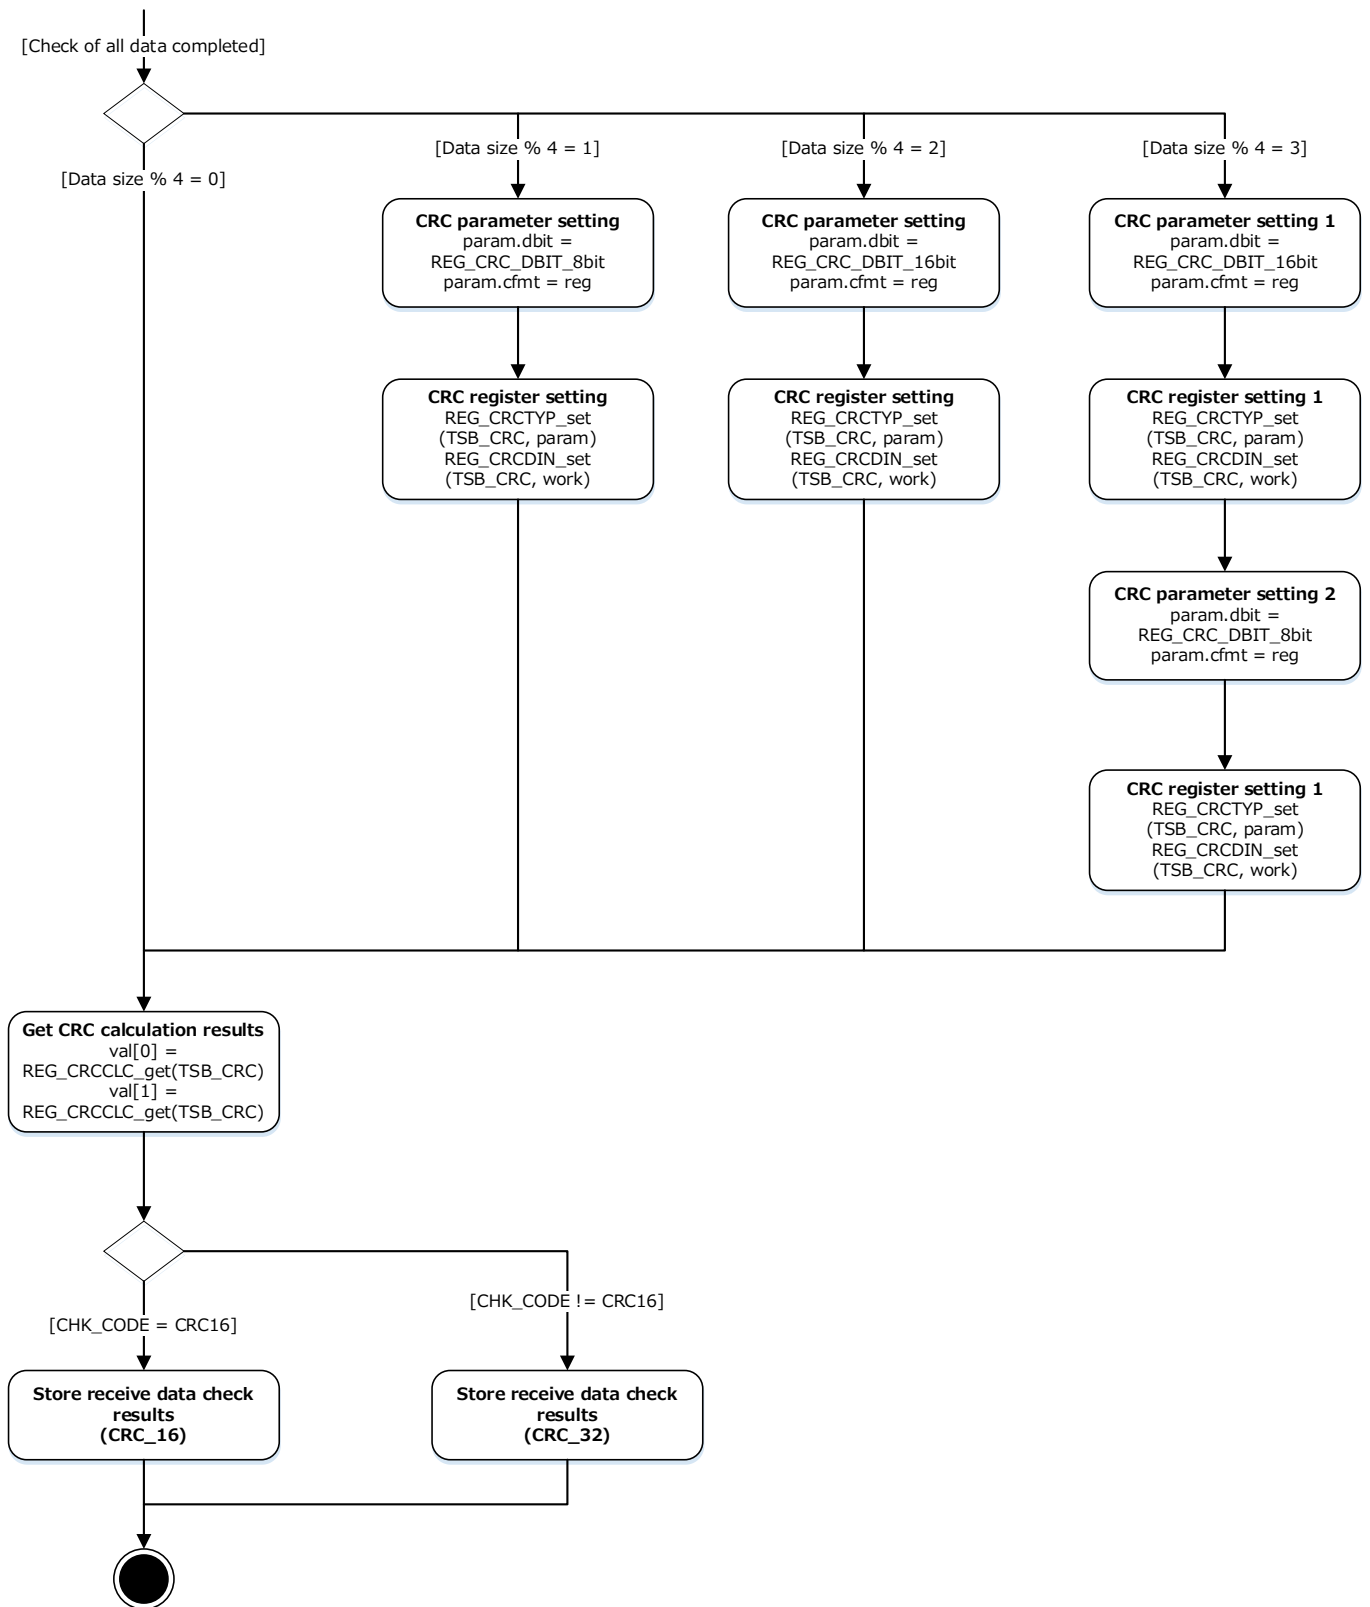 [Check of all data completed]
[Data size % 4 = 0]
[Data size % 4 = 1]
[Data size % 4 = 2]
[Data size % 4 = 3]
CRC parameter setting
param.dbit =
REG_CRC_DBIT_8bit
param.cfmt = reg
CRC parameter setting
param.dbit =
REG_CRC_DBIT_16bit
param.cfmt = reg
CRC parameter setting 1
param.dbit =
REG_CRC_DBIT_16bit
param.cfmt = reg
CRC register setting
REG_CRCTYP_set
(TSB_CRC, param)
REG_CRCDIN_set
(TSB_CRC, work)
CRC register setting
REG_CRCTYP_set
(TSB_CRC, param)
REG_CRCDIN_set
(TSB_CRC, work)
CRC register setting 1
REG_CRCTYP_set
(TSB_CRC, param)
REG_CRCDIN_set
(TSB_CRC, work)
CRC parameter setting 2
param.dbit =
REG_CRC_DBIT_8bit
param.cfmt = reg
CRC register setting 1
REG_CRCTYP_set
(TSB_CRC, param)
REG_CRCDIN_set
(TSB_CRC, work)
Get CRC calculation results
val[0] =
REG_CRCCLC_get(TSB_CRC)
val[1] =
REG_CRCCLC_get(TSB_CRC)
[CHK_CODE = CRC16]
[CHK_CODE != CRC16]
Store receive data check
results
(CRC_16)
Store receive data check
results
(CRC_32)